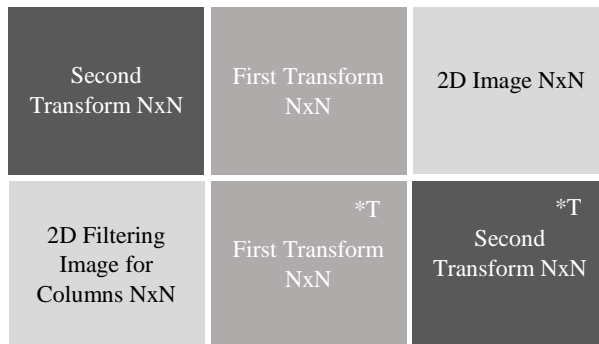 Second
Transform NxN
First Transform
NxN
2D Image NxN
2D Filtering
Image for
Columns NxN
*T
First Transform
NxN
*T
Second
Transform NxN